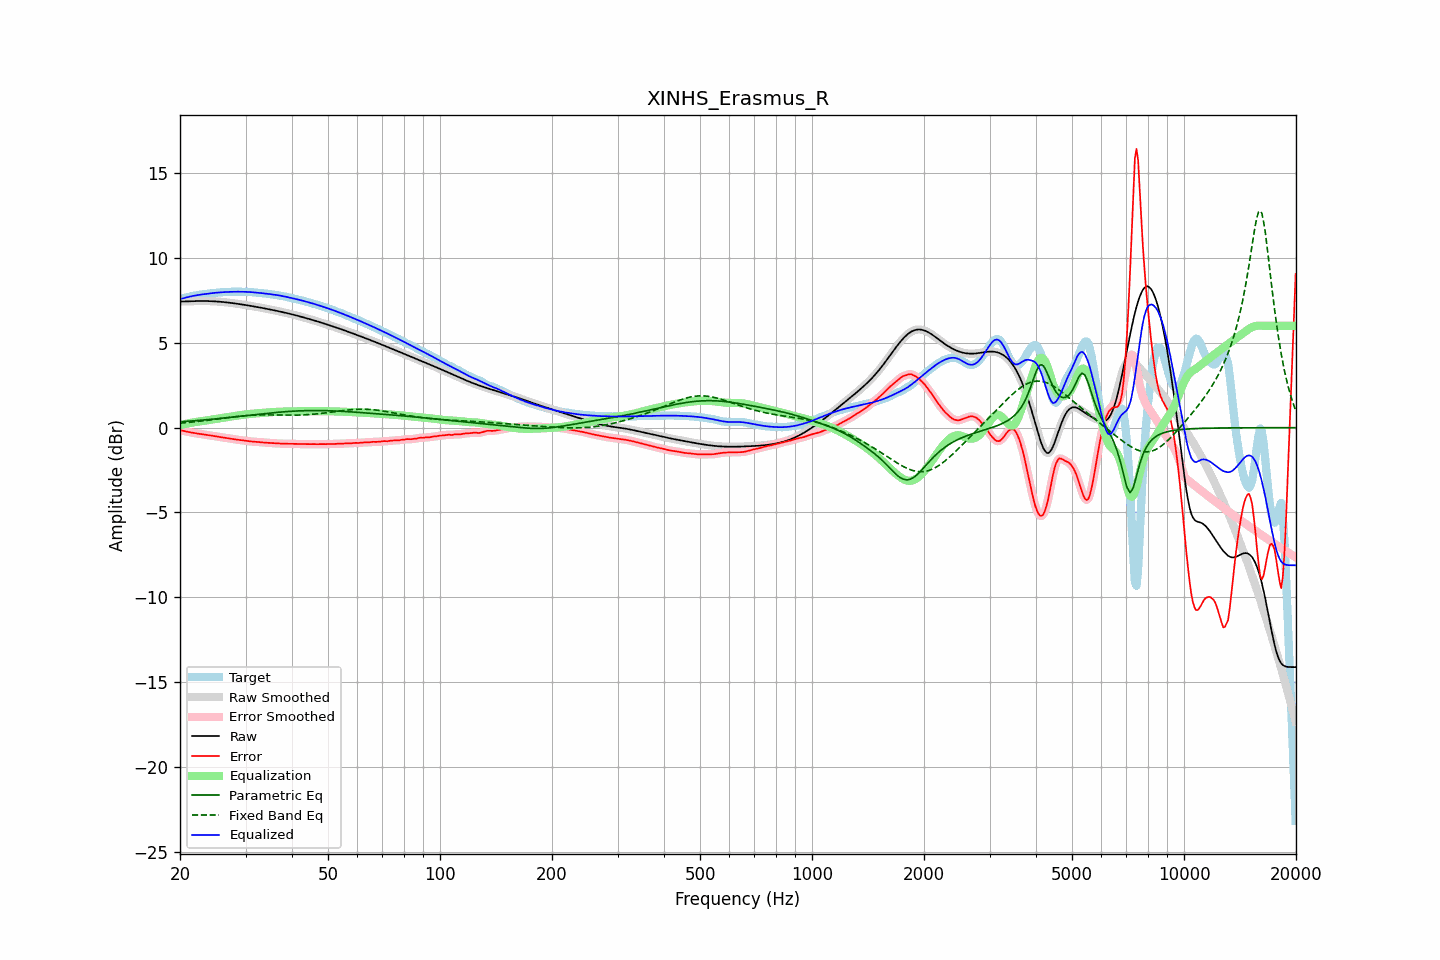 XINHS_Erasmus_R
Amplitude (dBr)
15
10
5
0
−5
−10
−15
−20
−25
Target
Raw Smoothed
Error Smoothed
Raw
Error
Equalization
Parametric Eq
Fixed Band Eq
Equalized
20
50
100
200
500
1000
2000
5000
10000
20000
Frequency (Hz)